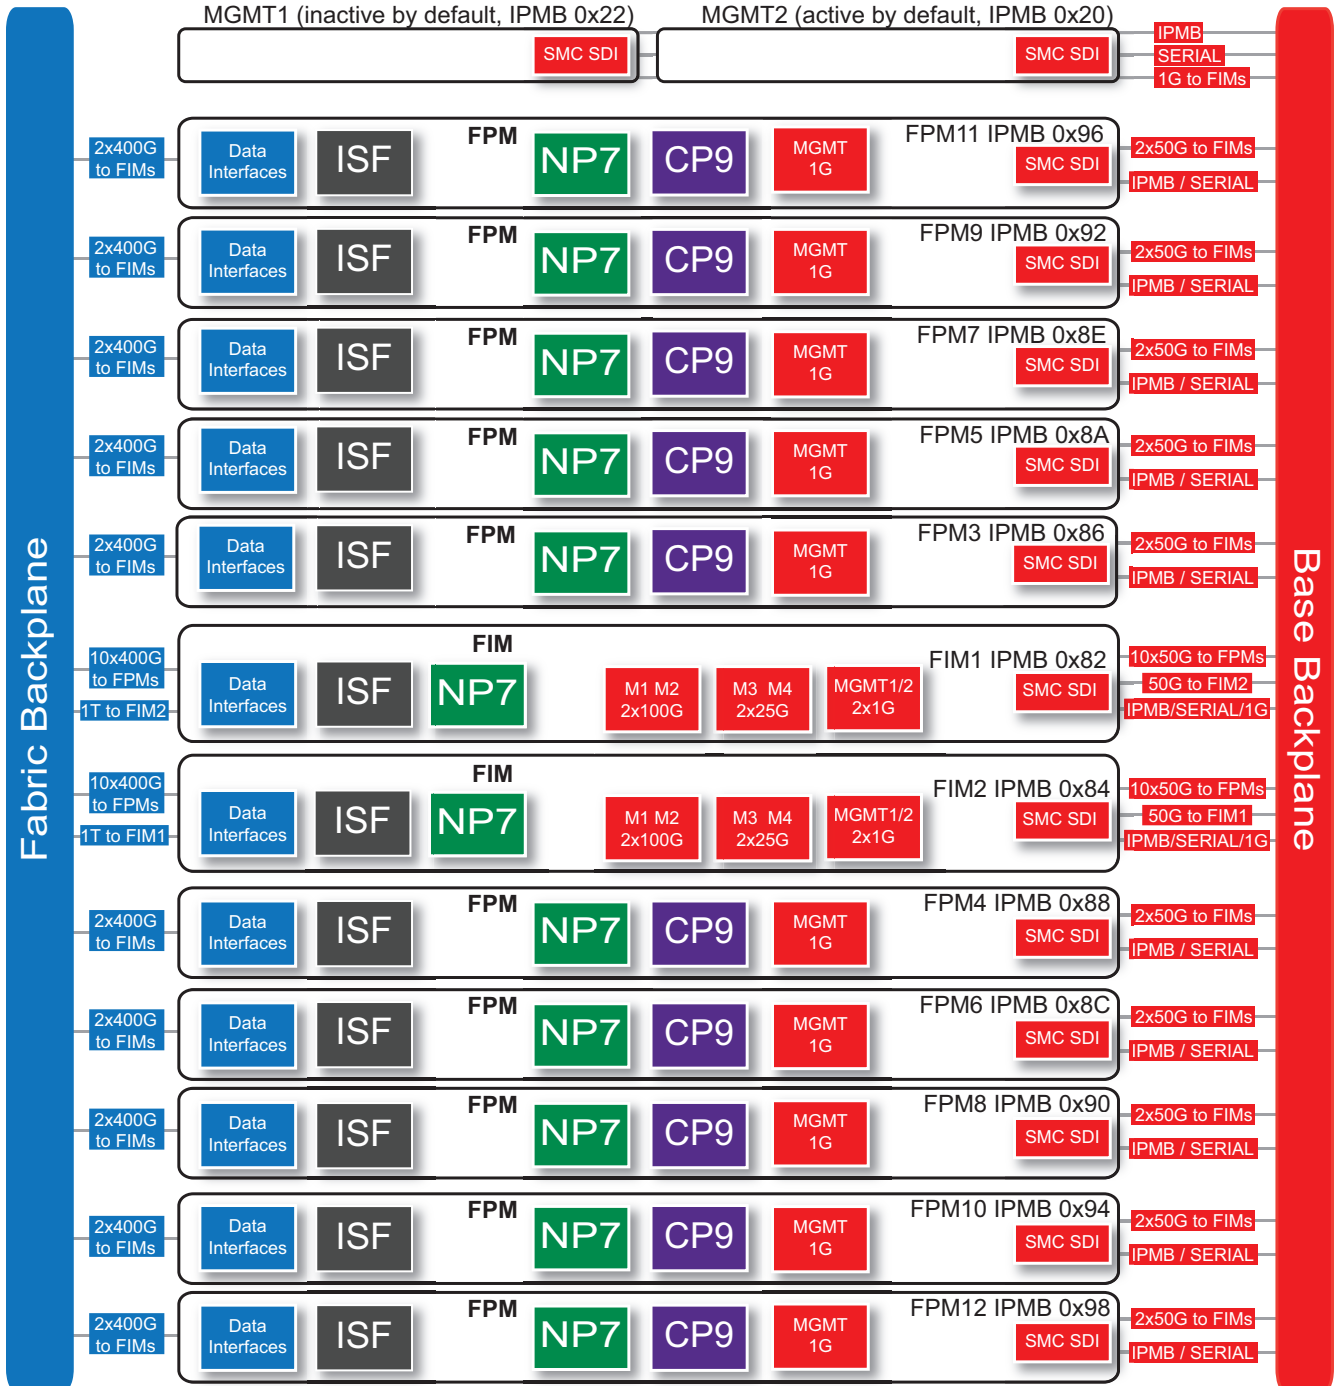 MGMT1 (inactive by default, IPMB 0x22)
MGMT2 (active by default, IPMB 0x20)
SMC SDI
SMC SDI
IPMB
SERIAL
1G to FIMs
Fabric Backplane
Base Backplane
2x400G
to FIMs
Data
Interfaces
ISF
FPM
NP7
CP9
MGMT
1G
FPM11 IPMB 0x96
SMC SDI
2x50G to FIMs
IPMB / SERIAL
2x400G
to FIMs
Data
Interfaces
ISF
FPM
NP7
CP9
MGMT
1G
FPM9 IPMB 0x92
SMC SDI
2x50G to FIMs
IPMB / SERIAL
2x400G
to FIMs
Data
Interfaces
ISF
FPM
NP7
CP9
MGMT
1G
FPM7 IPMB 0x8E
SMC SDI
2x50G to FIMs
IPMB / SERIAL
2x400G
to FIMs
Data
Interfaces
ISF
FPM
NP7
CP9
MGMT
1G
FPM5 IPMB 0x8A
SMC SDI
2x50G to FIMs
IPMB / SERIAL
2x400G
to FIMs
Data
Interfaces
ISF
FPM
NP7
CP9
MGMT
1G
FPM3 IPMB 0x86
SMC SDI
2x50G to FIMs
IPMB / SERIAL
10x400G
to FPMs
1T to FIM2
Data
Interfaces
ISF
FIM
NP7
M1 M2
2x100G
M3 M4
2x25G
MGMT1/2
2x1G
FIM1 IPMB 0x82
SMC SDI
10x50G to FPMs
50G to FIM2
IPMB/SERIAL/1G
10x400G
to FPMs
1T to FIM1
Data
Interfaces
ISF
FIM
NP7
M1 M2
2x100G
M3 M4
2x25G
MGMT1/2
2x1G
FIM2 IPMB 0x84
SMC SDI
10x50G to FPMs
50G to FIM1
IPMB/SERIAL/1G
2x400G
to FIMs
Data
Interfaces
ISF
FPM
NP7
CP9
MGMT
1G
FPM4 IPMB 0x88
SMC SDI
2x50G to FIMs
IPMB / SERIAL
2x400G
to FIMs
Data
Interfaces
ISF
FPM
NP7
CP9
MGMT
1G
FPM6 IPMB 0x8C
SMC SDI
2x50G to FIMs
IPMB / SERIAL
2x400G
to FIMs
Data
Interfaces
ISF
FPM
NP7
CP9
MGMT
1G
FPM8 IPMB 0x90
SMC SDI
2x50G to FIMs
IPMB / SERIAL
2x400G
to FIMs
Data
Interfaces
ISF
FPM
NP7
CP9
MGMT
1G
FPM10 IPMB 0x94
SMC SDI
2x50G to FIMs
IPMB / SERIAL
2x400G
to FIMs
Data
Interfaces
ISF
FPM
NP7
CP9
MGMT
1G
FPM12 IPMB 0x98
SMC SDI
2x50G to FIMs
IPMB / SERIAL